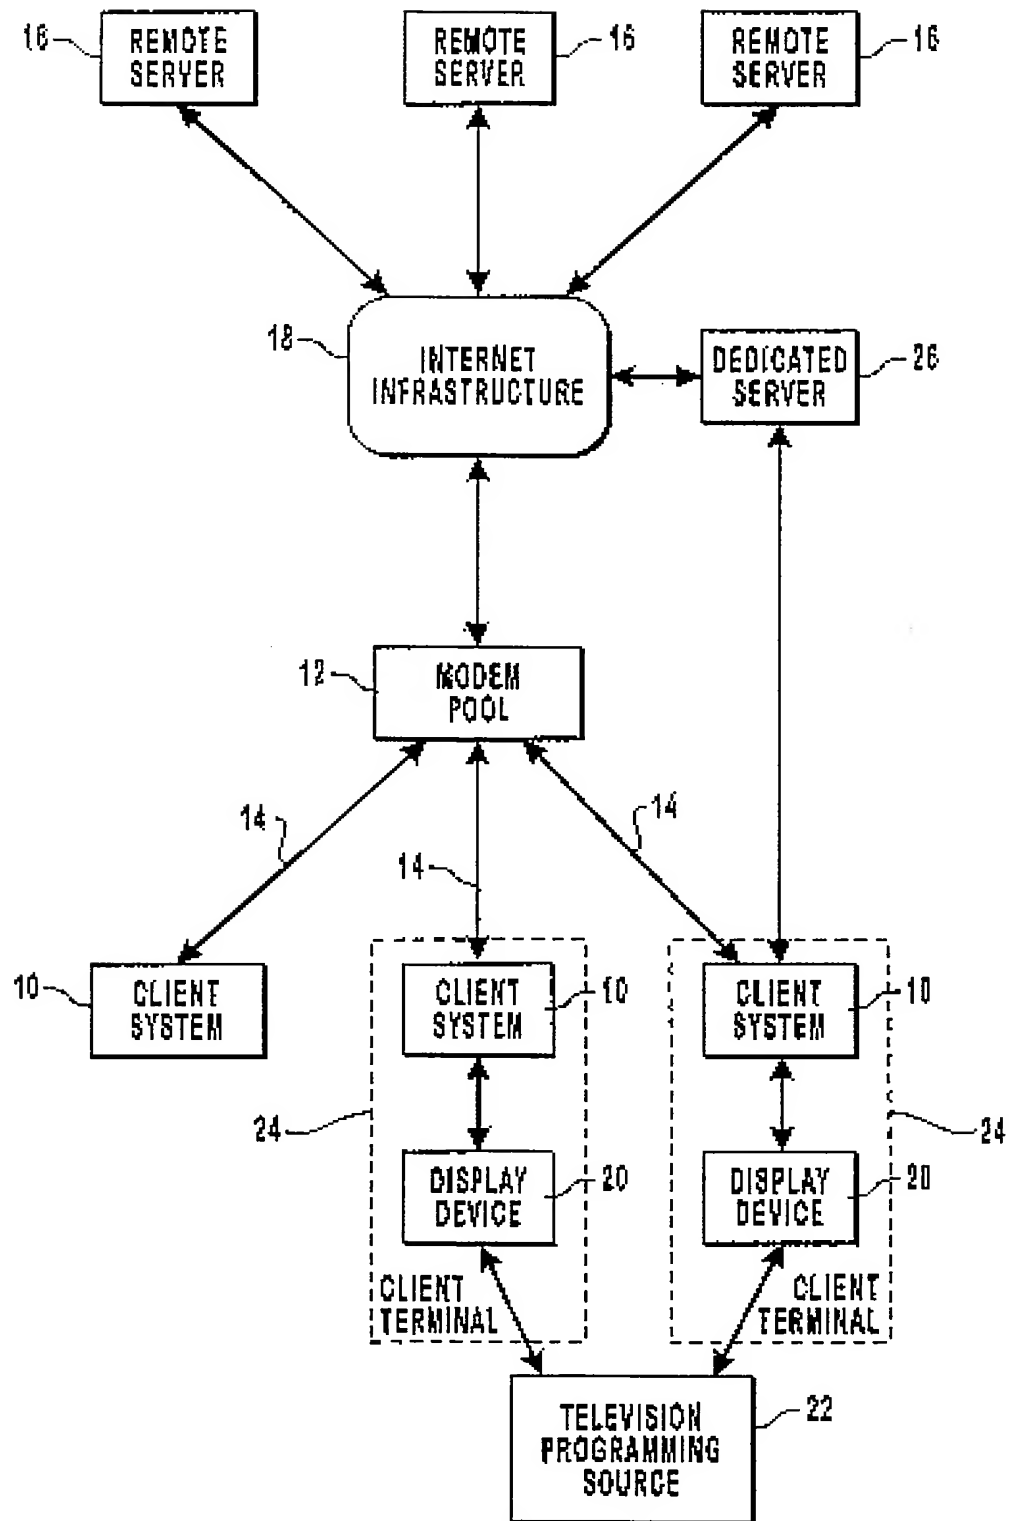 16
REMOTE
SERVER
REMOTE
SERVER
16
REMOTE
SERVER
16
18
INTERNET
INFRASTRUCTURE
DEDICATED
SERVER
26
12
MODEM
POOL
14
14
14
10
CLIENT
SYSTEM
CLIENT
SYSTEM
10
CLIENT
SYSTEM
10
24
24
DISPLAY
DEVICE
20
DISPLAY
DEVICE
20
CLIENT
TERMINAL
CLIENT
TERMINAL
TELEVISION
PROGRAMMING
SOURCE
22